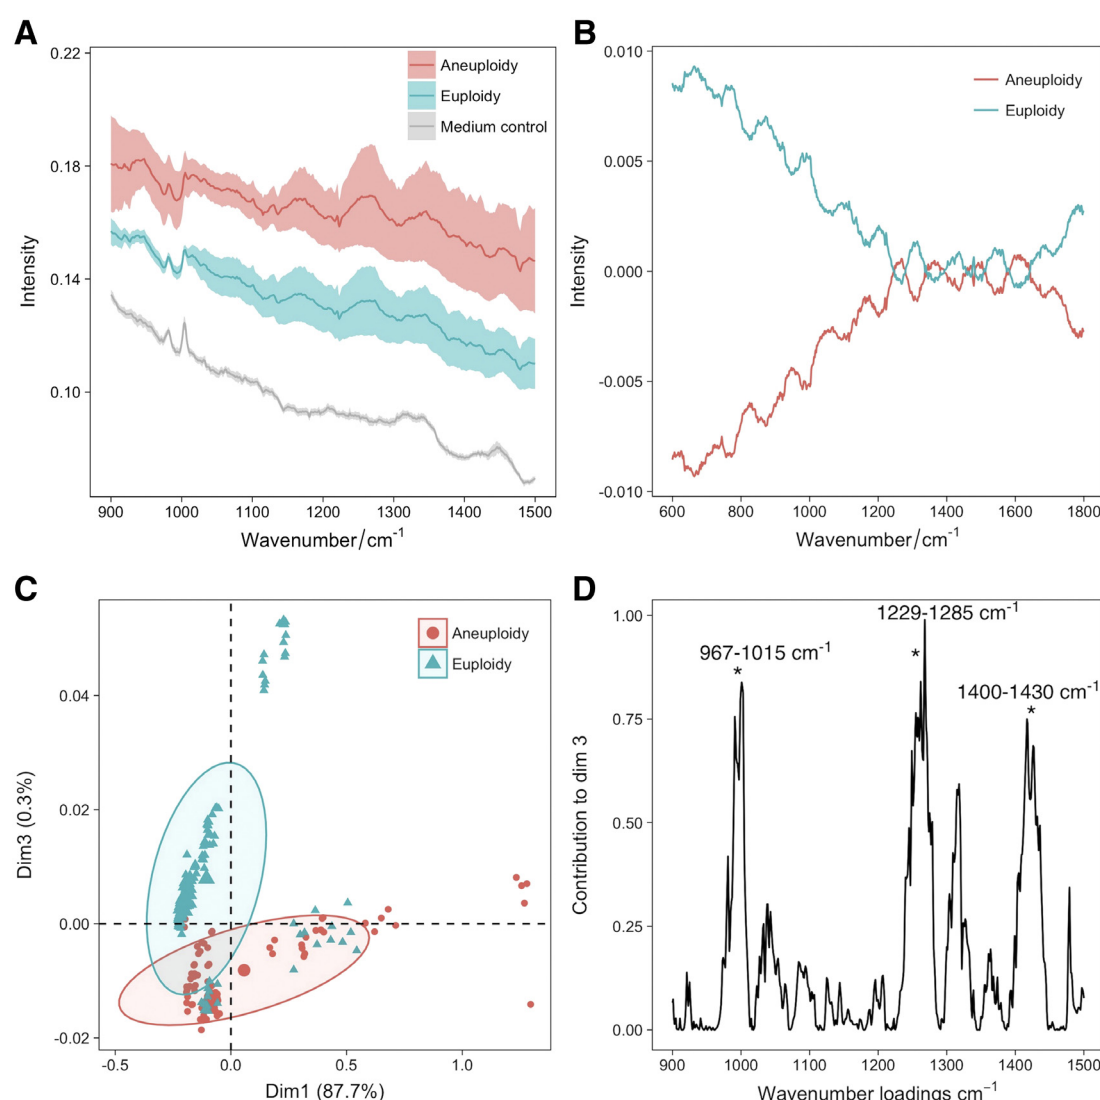 A
0.22
0.18
0.14
0.10
Intensity
Aneuploidy
Euploidy
Medium control
900 1000 1100 1200 1300 1400 1500
Wavenumber/cm⁻¹
B
0.010
0.005
0.000
-0.005
-0.010
Intensity
Aneuploidy
Euploidy
600 800 1000 1200 1400 1600 1800
Wavenumber/cm⁻¹
C
0.04
0.02
0.00
-0.02
Dim3 (0.3%)
Aneuploidy
Euploidy
-0.5 0.0 0.5 1.0
Dim1 (87.7%)
D
1.00
0.75
0.50
0.25
0.00
Contribution to dim 3
1229-1285 cm⁻¹
*
967-1015 cm⁻¹
*
1400-1430 cm⁻¹
*
900 1000 1100 1200 1300 1400 1500
Wavenumber loadings cm⁻¹